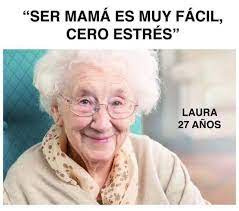 “SER MAMÁ ES MUY FÁCIL,
CERO ESTRÉS”
LAURA
27 AÑOS